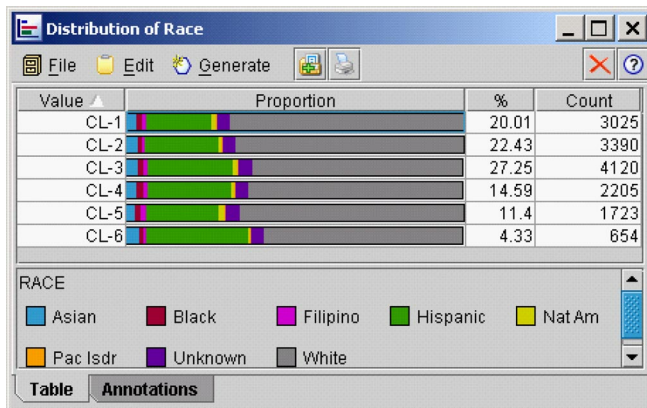 Distribution of Race
File Edit Generate
Value Proportion % Count
CL-1 20.01 3025
CL-2 22.43 3390
CL-3 27.25 4120
CL-4 14.59 2205
CL-5 11.4 1723
CL-6 4.33 654
RACE
Asian Black Filipino Hispanic Nat Am
Pac Isdr Unknown White
Table Annotations